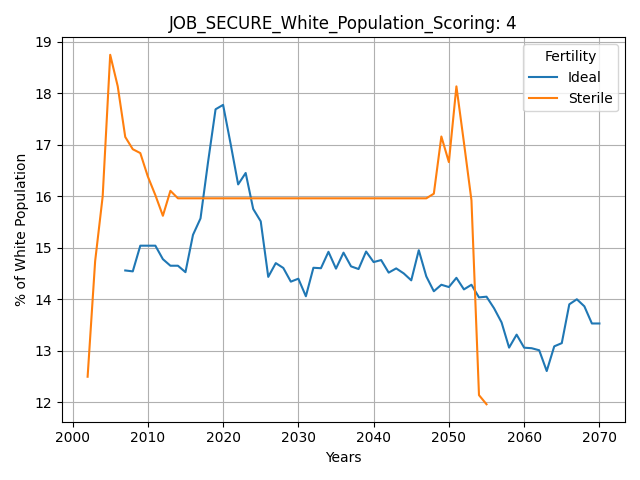 JOB_SECURE_White_Population_Scoring: 4
Fertility
Ideal
Sterile
% of White Population
19
18
17
16
15
14
13
12
2000 2010 2020 2030 2040 2050 2060 2070
Years